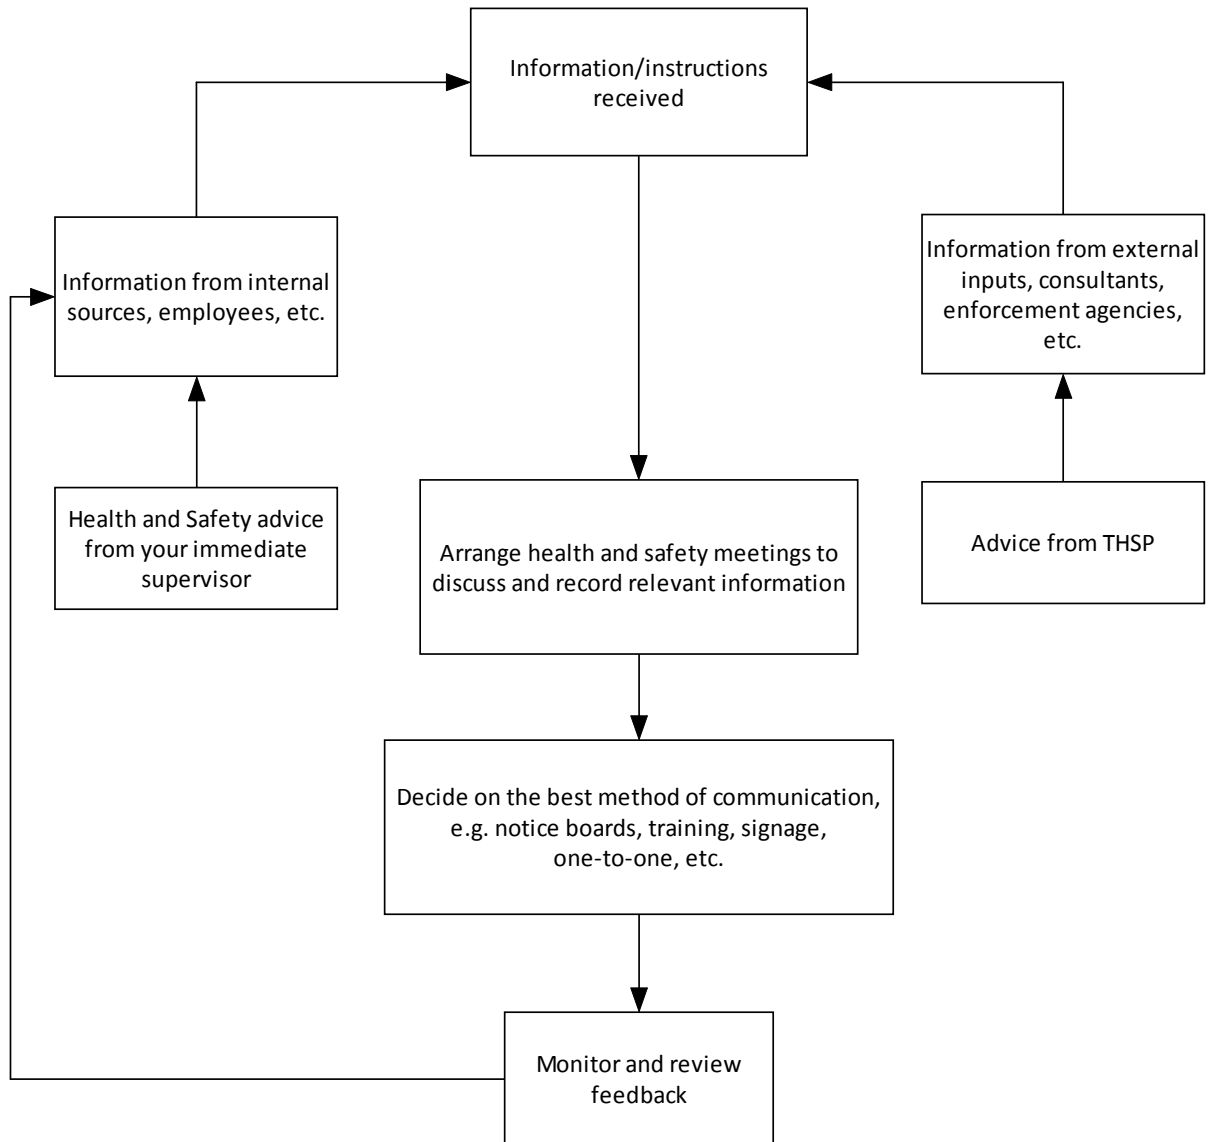 Information/instructions
received
Information from internal
sources, employees, etc.
Information from external
inputs, consultants,
enforcement agencies,
etc.
Health and Safety advice
from your immediate
supervisor
Arrange health and safety meetings to
discuss and record relevant information
Advice from THSP
Decide on the best method of communication,
e.g. notice boards, training, signage,
one-to-one, etc.
Monitor and review
feedback